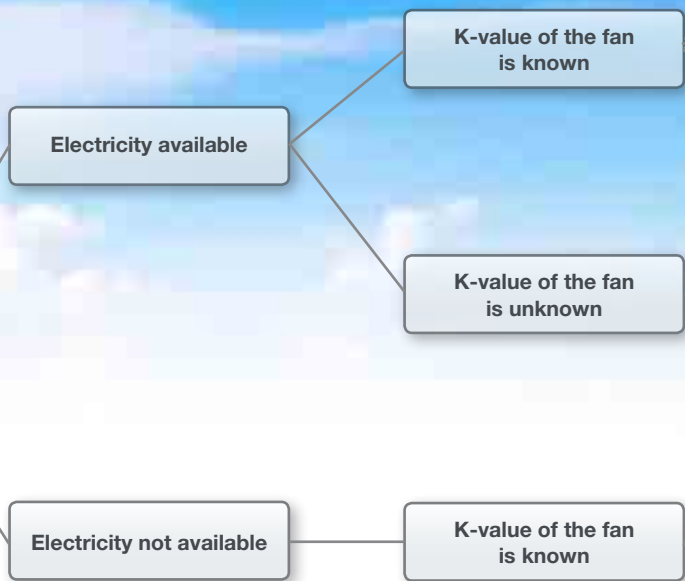 K-value of the fan
is known
Electricity available
K-value of the fan
is unknown
Electricity not available
K-value of the fan
is known